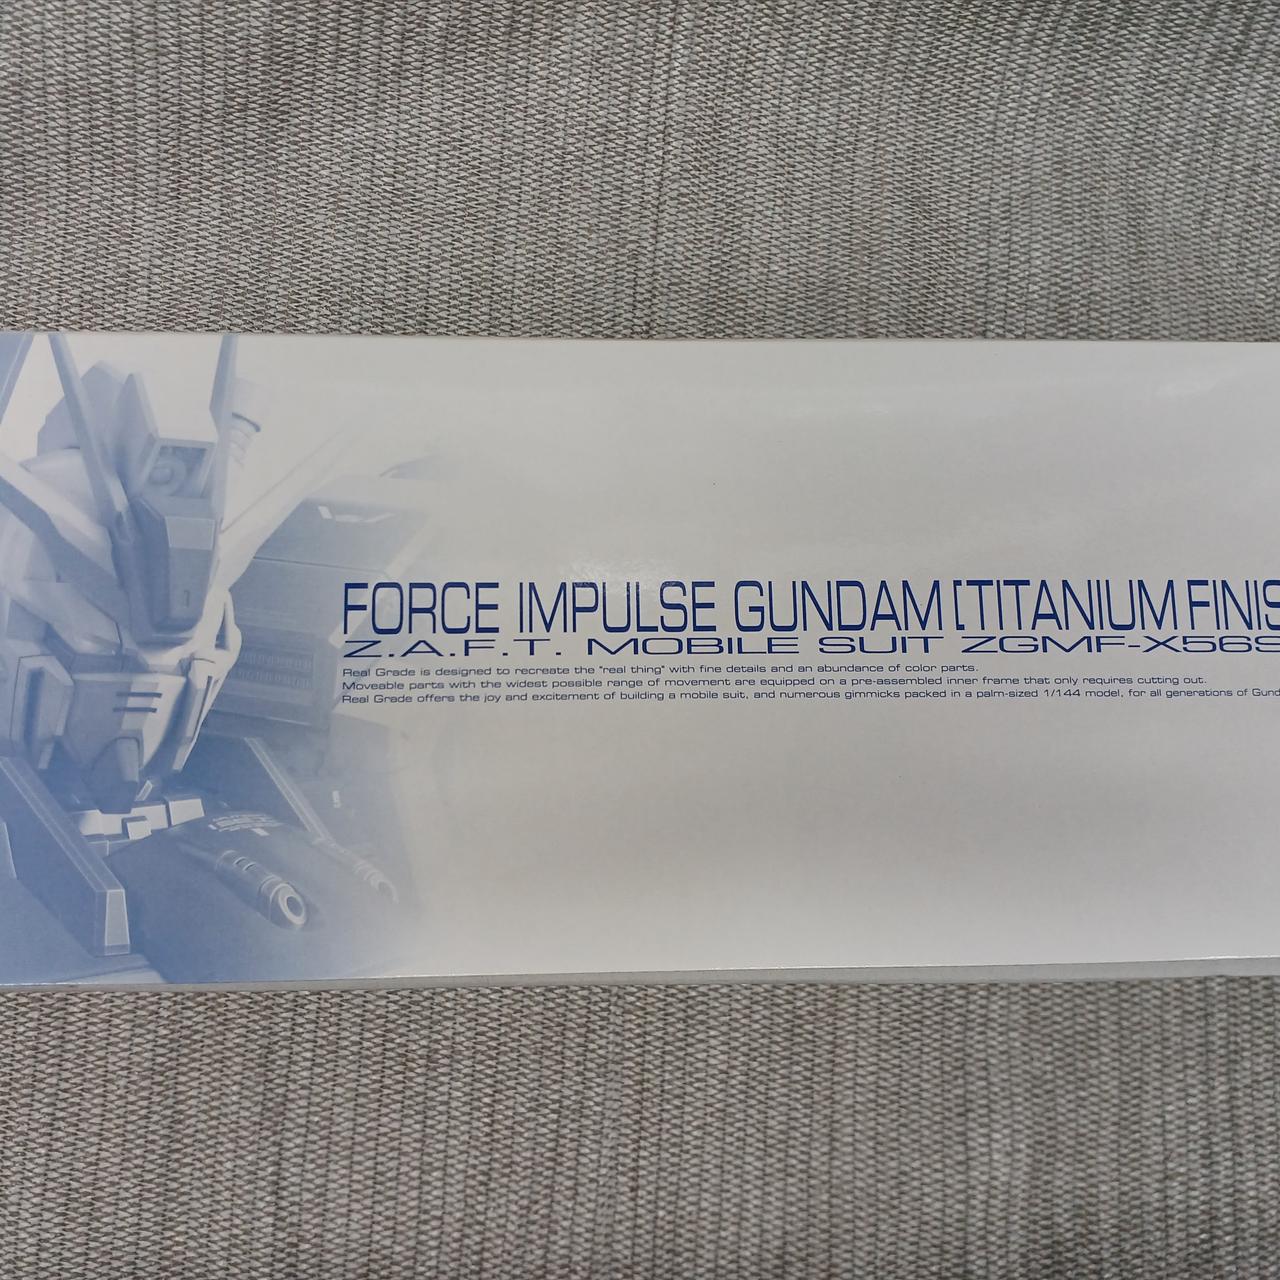 FORCE IMPULSE GUNDAM [TITANIUM FINIS
Z.A.F.T. MOBILE SUIT ZGMF-X56S
Real Grade is designed to recreate the "real thing" with fine details and an abundance of color parts.
Moveable parts with the widest possible range of movement are equipped on a pre-assembled inner frame that only requires cutting out.
Real Grade offers the joy and excitement of building a mobile suit, and numerous gimmicks packed in a palm-sized 1/144 model, for all generations of Gund